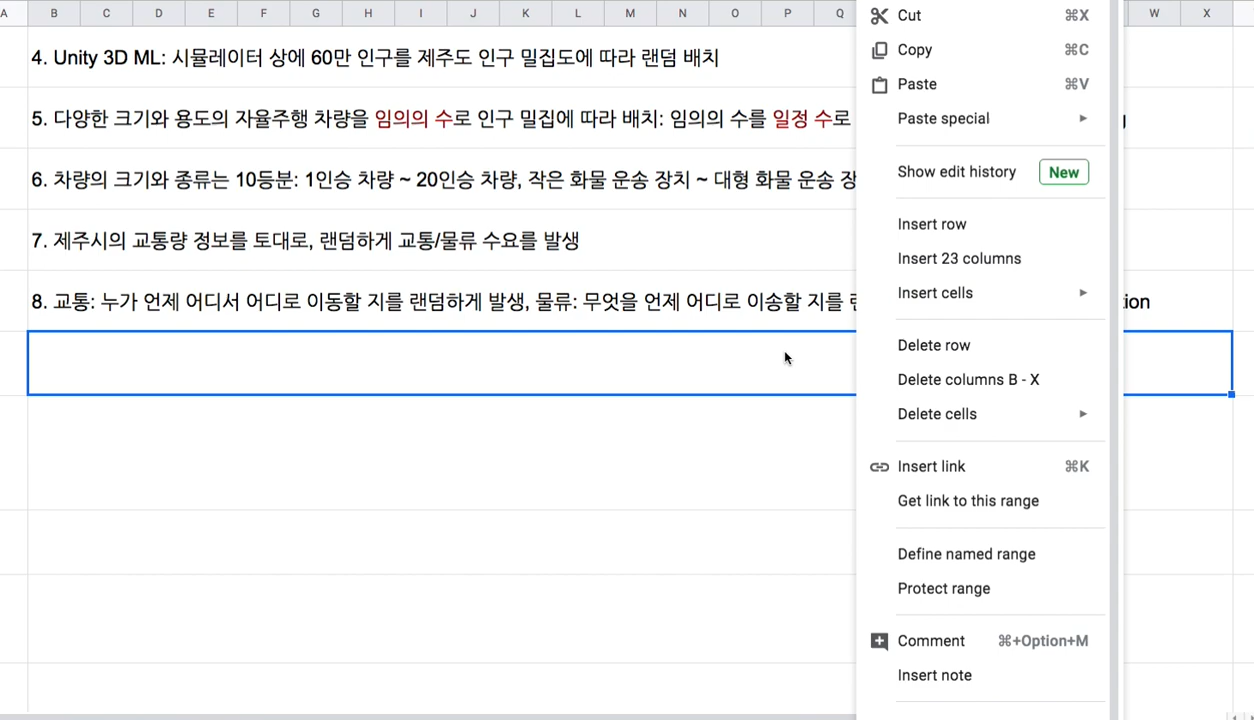 A B C D E F G H I J K L M N O P Q W X
4. Unity 3D ML: 시뮬레이터 상에 60만 인구를 제주도 인구 밀집도에 따라 랜덤 배치
5. 다양한 크기와 용도의 자율주행 차량을 임의의 수로 인구 밀집에 따라 배치: 임의의 수를 일정 수로
6. 차량의 크기와 종류는 10등분: 1인승 차량 ~ 20인승 차량, 작은 화물 운송 장치 ~ 대형 화물 운송 장
7. 제주시의 교통량 정보를 토대로, 랜덤하게 교통/물류 수요를 발생
8. 교통: 누가 언제 어디서 어디로 이동할 지를 랜덤하게 발생, 물류: 무엇을 언제 어디로 이송할 지를 tion
Cut ⌘X
Copy ⌘C
Paste ⌘V
Paste special
Show edit history New
Insert row
Insert 23 columns
Insert cells
Delete row
Delete columns B - X
Delete cells
Insert link ⌘K
Get link to this range
Define named range
Protect range
Comment ⌘+Option+M
Insert note